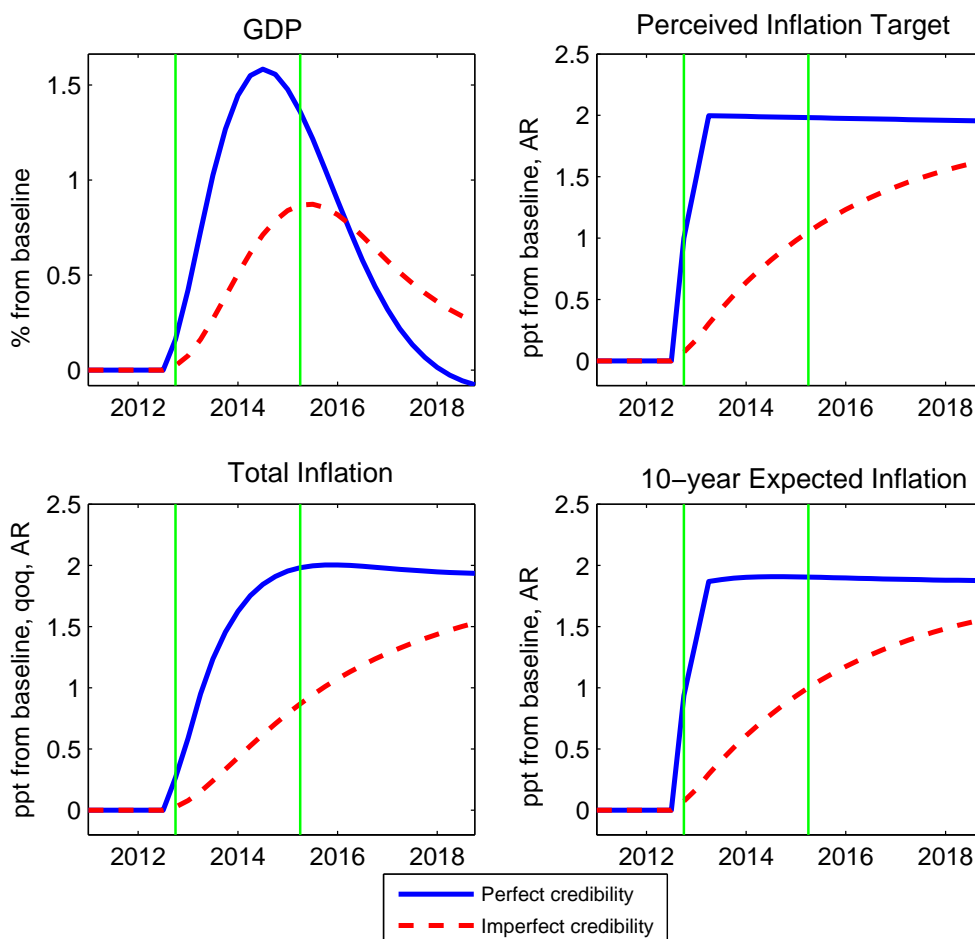 GDP
% from baseline
1.5
1
0.5
0
2012 2014 2016 2018
Perceived Inflation Target
ppt from baseline, AR
2.5
2
1.5
1
0.5
0
2012 2014 2016 2018
Total Inflation
ppt from baseline, qoq, AR
2.5
2
1.5
1
0.5
0
2012 2014 2016 2018
10−year Expected Inflation
ppt from baseline, AR
2.5
2
1.5
1
0.5
0
2012 2014 2016 2018
Perfect credibility
Imperfect credibility